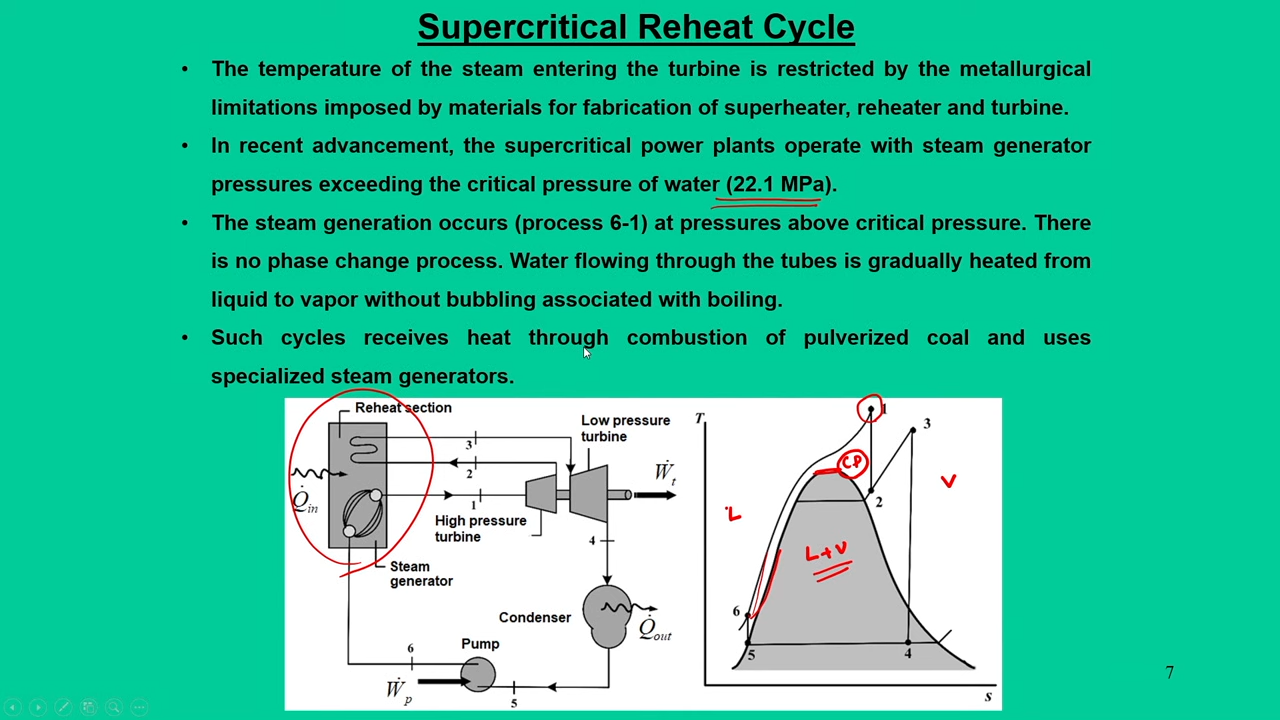 Supercritical Reheat Cycle
• The temperature of the steam entering the turbine is restricted by the metallurgical
limitations imposed by materials for fabrication of superheater, reheater and turbine.
• In recent advancement, the supercritical power plants operate with steam generator
pressures exceeding the critical pressure of water (22.1 MPa).
• The steam generation occurs (process 6-1) at pressures above critical pressure. There
is no phase change process. Water flowing through the tubes is gradually heated from
liquid to vapor without bubbling associated with boiling.
• Such cycles receives heat through combustion of pulverized coal and uses
specialized steam generators.
Reheat section
3
2
1
Q̇in
High pressure
turbine
Low pressure
turbine
Ẇt
4
Steam
generator
Condenser
Q̇out
Pump
6
Ẇp
5
T
1
3
CP
2
V
L
L+V
6
5
4
s
7